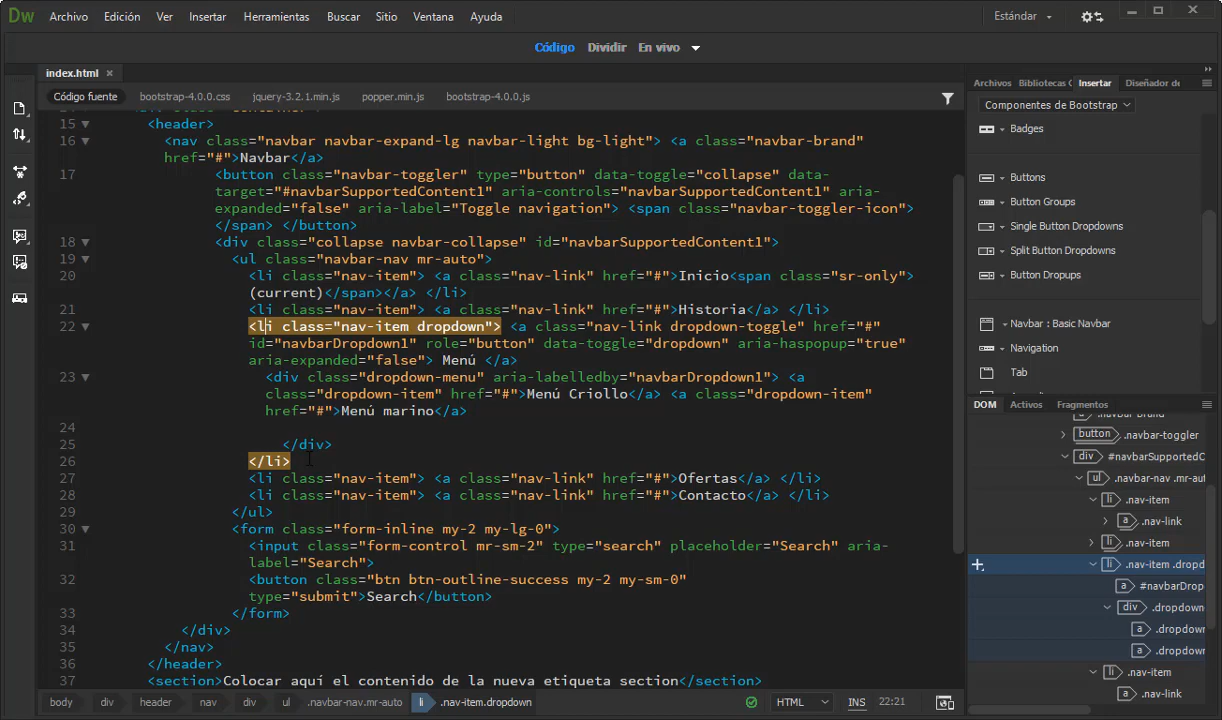 Dw Archivo Edición Ver Insertar Herramientas Buscar Sitio Ventana Ayuda Estándar
Código Dividir En vivo
index.html ×
Código fuente bootstrap-4.0.0.css jquery-3.2.1.min.js popper.min.js bootstrap-4.0.0.js
15 <header>
16 <nav class="navbar navbar-expand-lg navbar-light bg-light"> <a class="navbar-brand"
href="#">Navbar</a>
17 <button class="navbar-toggler" type="button" data-toggle="collapse" data-
target="#navbarSupportedContent1" aria-controls="navbarSupportedContent1" aria-
expanded="false" aria-label="Toggle navigation"> <span class="navbar-toggler-icon">
</span> </button>
18 <div class="collapse navbar-collapse" id="navbarSupportedContent1">
19 <ul class="navbar-nav mr-auto">
20 <li class="nav-item"> <a class="nav-link" href="#">Inicio<span class="sr-only">
(current)</span></a> </li>
21 <li class="nav-item"> <a class="nav-link" href="#">Historia</a> </li>
22 <li class="nav-item dropdown"> <a class="nav-link dropdown-toggle" href="#"
id="navbarDropdown1" role="button" data-toggle="dropdown" aria-haspopup="true"
aria-expanded="false"> Menú </a>
23 <div class="dropdown-menu" aria-labelledby="navbarDropdown1"> <a
class="dropdown-item" href="#">Menú Criollo</a> <a class="dropdown-item"
href="#">Menú marino</a>
24
25 </div>
26 </li>
27 <li class="nav-item"> <a class="nav-link" href="#">Ofertas</a> </li>
28 <li class="nav-item"> <a class="nav-link" href="#">Contacto</a> </li>
29 </ul>
30 <form class="form-inline my-2 my-lg-0">
31 <input class="form-control mr-sm-2" type="search" placeholder="Search" aria-
label="Search">
32 <button class="btn btn-outline-success my-2 my-sm-0"
type="submit">Search</button>
33 </form>
34 </div>
35 </nav>
36 </header>
37 <section>Colocar aquí el contenido de la nueva etiqueta section</section>
body div header nav div ul .navbar-nav.mr-auto li .nav-item.dropdown HTML INS 22:21
Archivos Bibliotecas Insertar Diseñador de
Componentes de Bootstrap
Badges
Buttons
Button Groups
Single Button Dropdowns
Split Button Dropdowns
Button Dropups
Navbar : Basic Navbar
Navigation
Tab
DOM Activos Fragmentos
button .navbar-toggler
div #navbarSupportedC
ul .navbar-nav .mr-aut
li .nav-item
a .nav-link
li .nav-item
li .nav-item .dropd
a #navbarDrop
div .dropdown
a .dropdown
a .dropdown
li .nav-item
a .nav-link